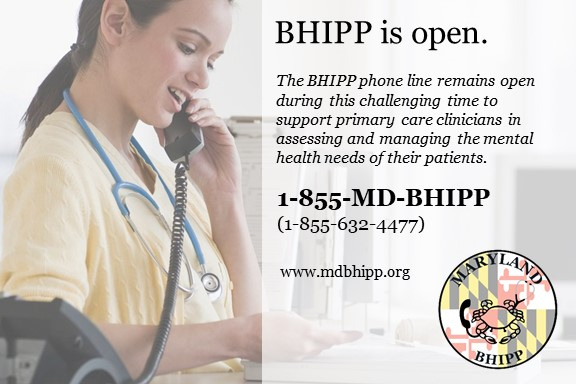 BHIPP is open.
The BHIPP phone line remains open
during this challenging time to
support primary care clinicians in
assessing and managing the mental
health needs of their patients.
1-855-MD-BHIPP
(1-855-632-4477)
www.mdbhipp.org
MARYLAND
BHIPP